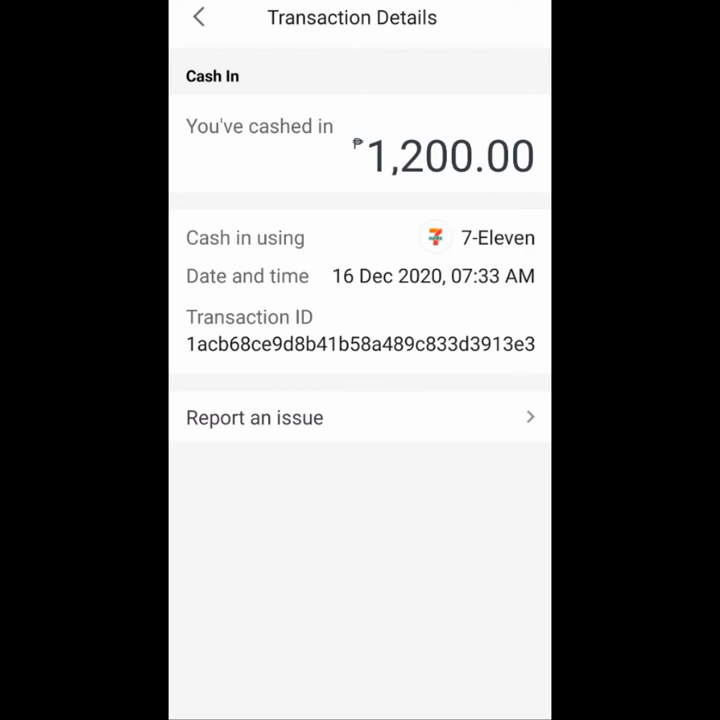 Transaction Details
Cash In
You've cashed in
₱1,200.00
Cash in using 7-Eleven
Date and time 16 Dec 2020, 07:33 AM
Transaction ID
1acb68ce9d8b41b58a489c833d3913e3
Report an issue